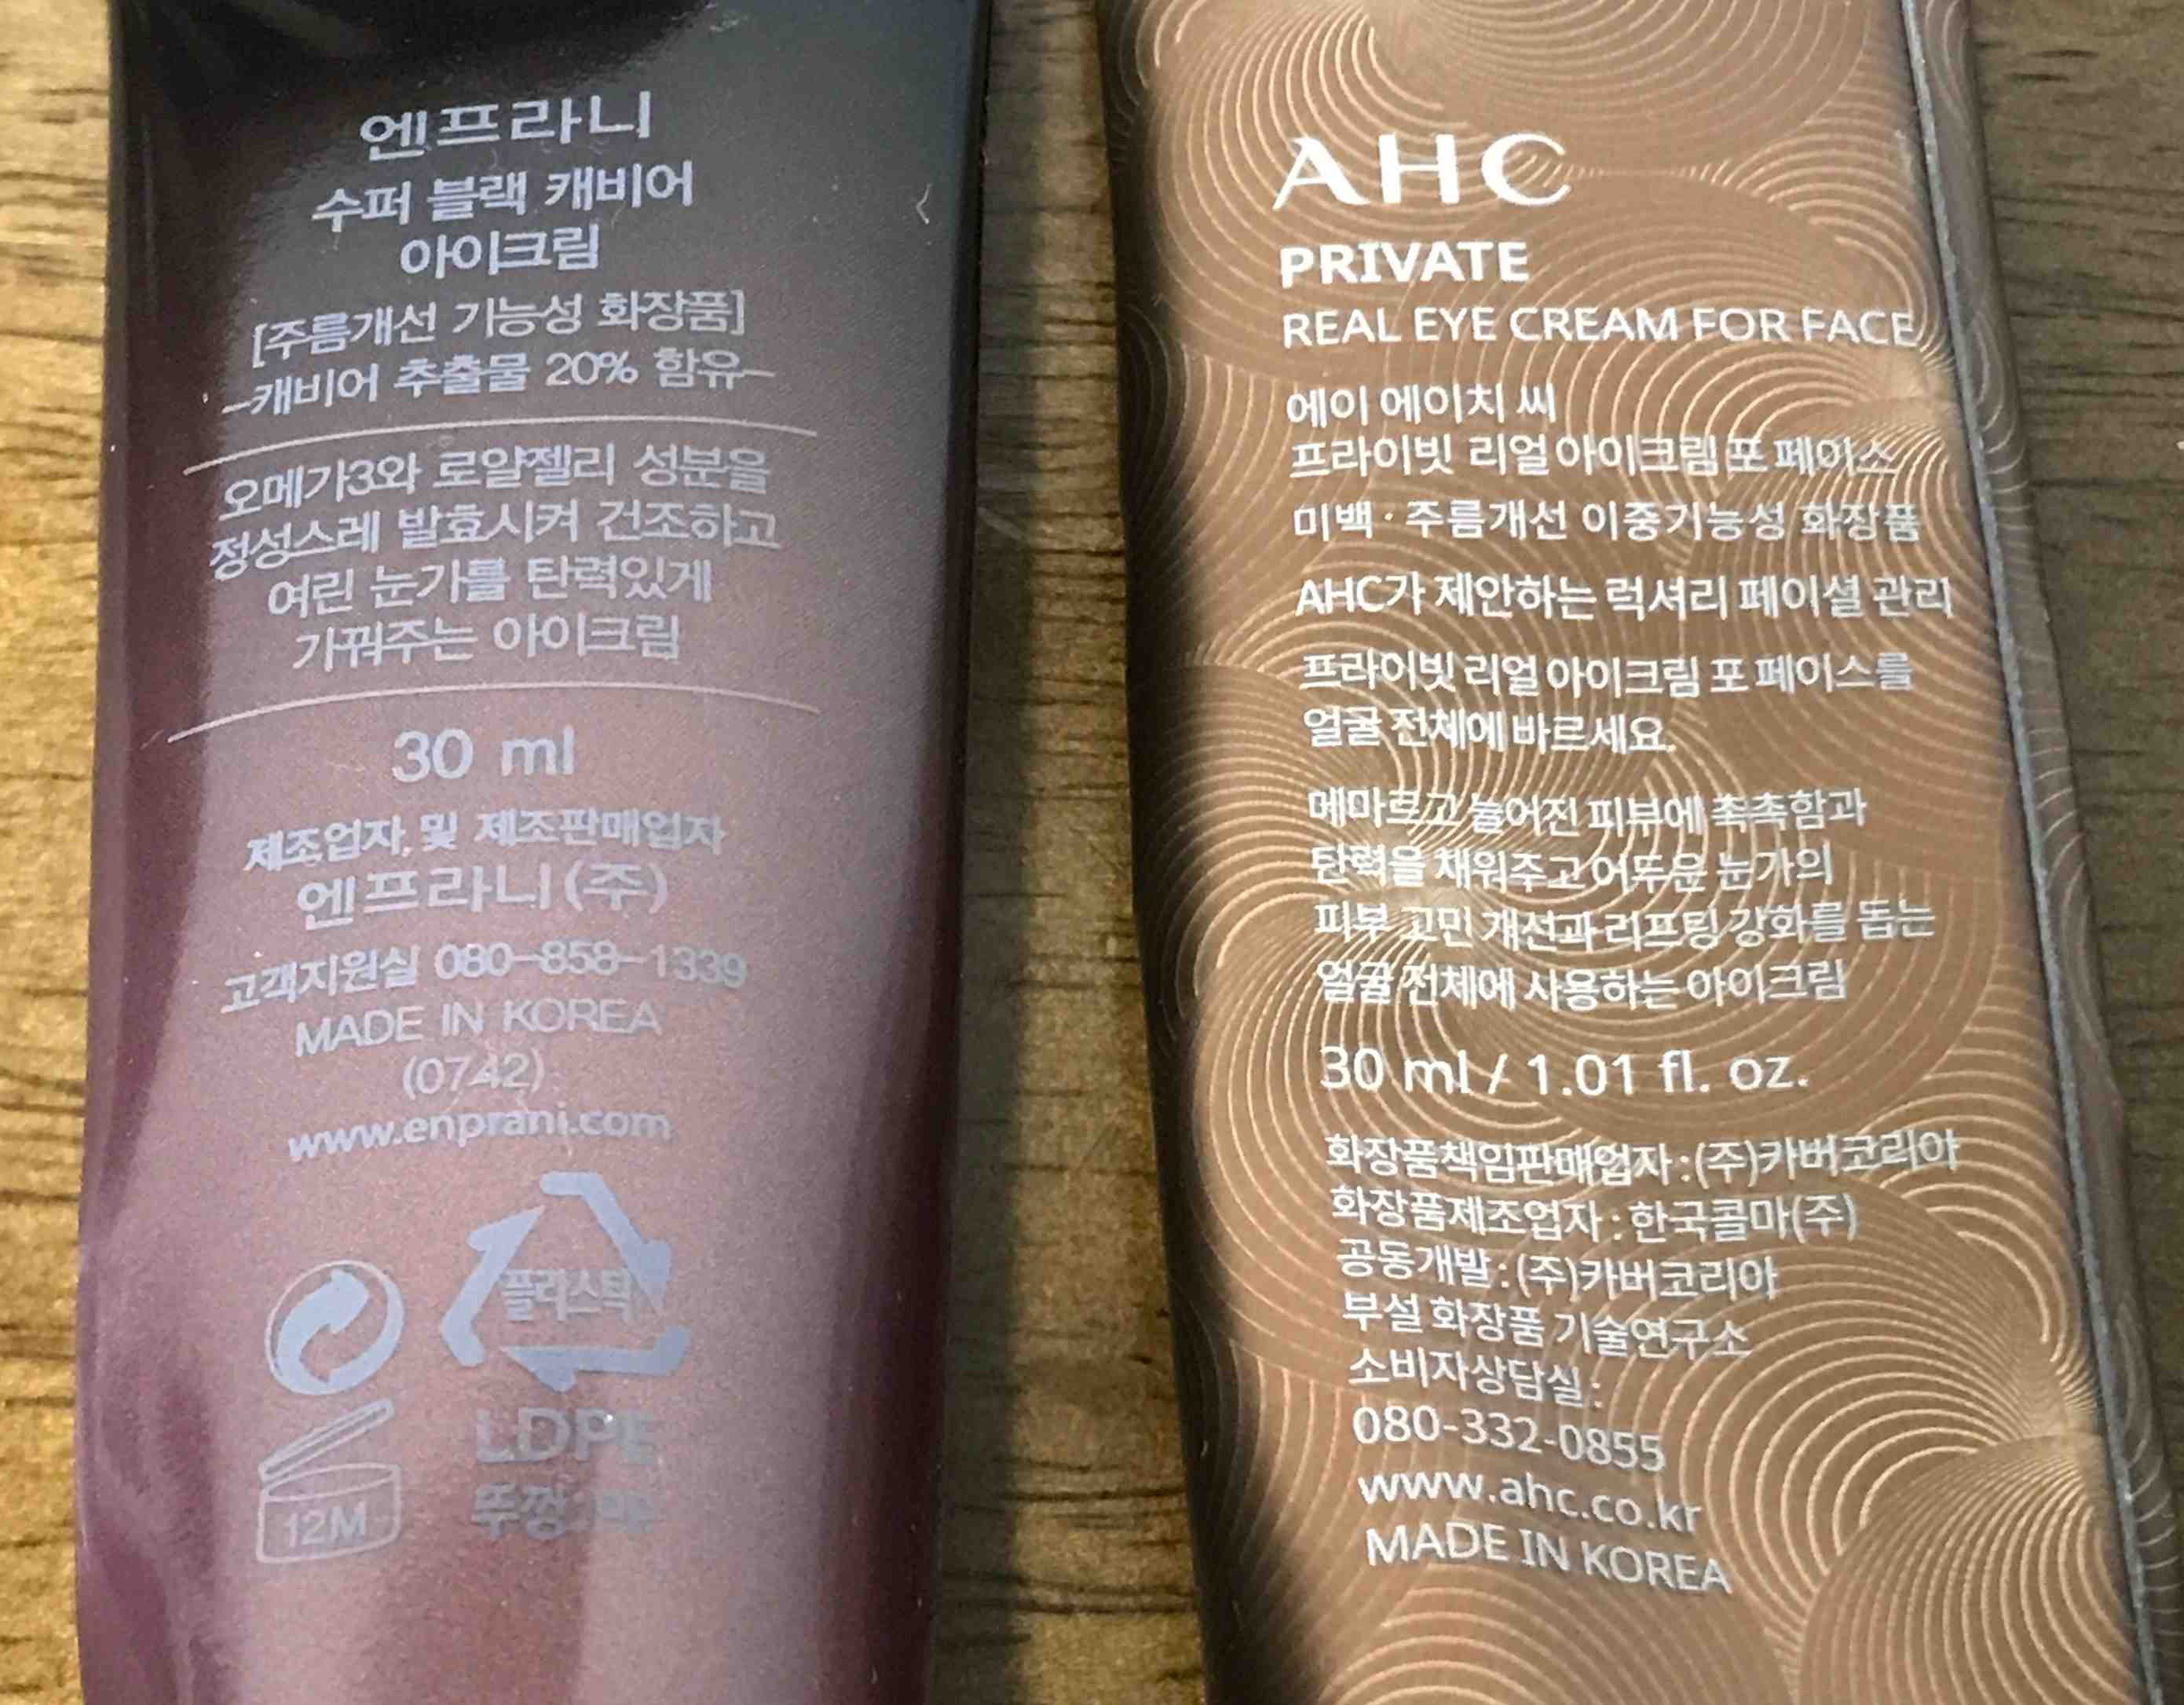 엔프라니
수퍼 블랙 캐비어
아이크림
[주름개선 기능성 화장품]
-캐비어 추출물 20% 함유-
오메가3와 로얄젤리 성분을
정성스레 발효시켜 건조하고
여린 눈가를 탄력있게
가꿔주는 아이크림
30 ml
제조업자 및 제조판매업자
엔프라니(주)
고객지원실 080-858-1339
MADE IN KOREA
(0742)
www.enprani.com
플라스틱
LDPE
뚜껑:PP
12M
AHC
PRIVATE
REAL EYE CREAM FOR FACE
에이 에이치 씨
프라이빗 리얼 아이크림 포 페이스
미백 · 주름개선 이중기능성 화장품
AHC가 제안하는 럭셔리 페이셜 관리
프라이빗 리얼 아이크림 포 페이스를
얼굴 전체에 바르세요.
메마르고 늘어진 피부에 촉촉함과
탄력을 채워주고 어두운 눈가의
피부 고민 개선과 리프팅 강화를 돕는
얼굴 전체에 사용하는 아이크림
30 ml / 1.01 fl. oz.
화장품책임판매업자 : (주)카버코리아
화장품제조업자 : 한국콜마(주)
공동개발 : (주)카버코리아
부설 화장품 기술연구소
소비자상담실 :
080-332-0855
www.ahc.co.kr
MADE IN KOREA